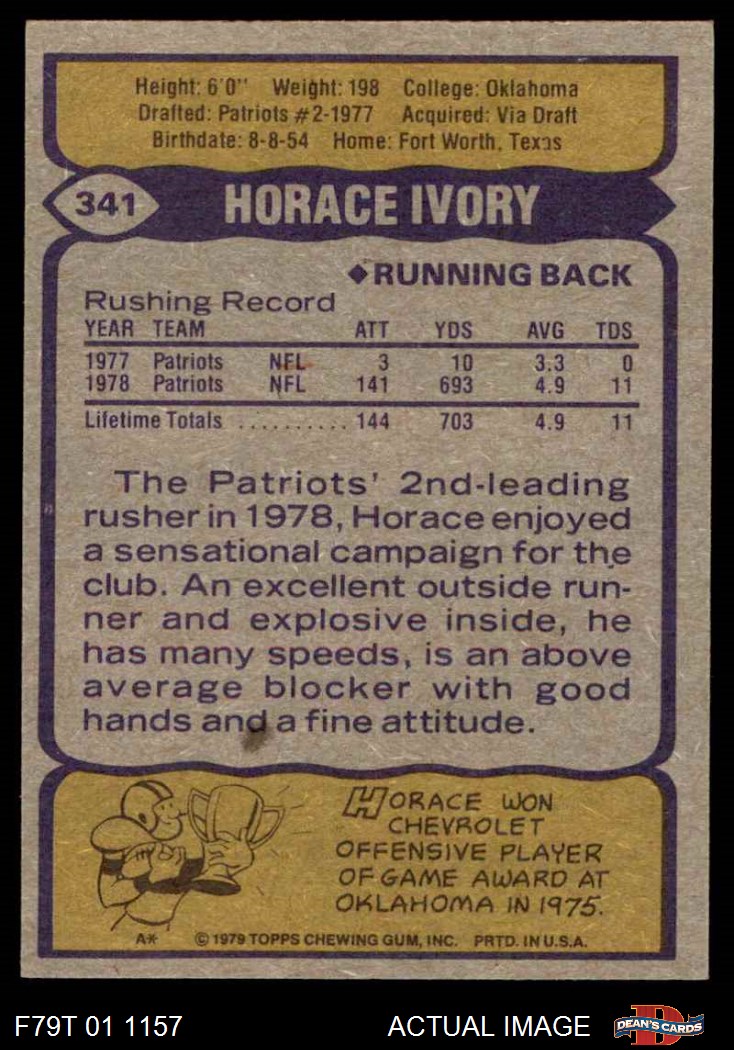 Height: 6'0" Weight: 198 College: Oklahoma
Drafted: Patriots #2-1977 Acquired: Via Draft
Birthdate: 8-8-54 Home: Fort Worth, Texas
341 HORACE IVORY
◆RUNNING BACK
Rushing Record
YEAR TEAM ATT YDS AVG TDS
1977 Patriots NFL 3 10 3.3 0
1978 Patriots NFL 141 693 4.9 11
Lifetime Totals .......... 144 703 4.9 11
The Patriots' 2nd-leading
rusher in 1978, Horace enjoyed
a sensational campaign for the
club. An excellent outside run-
ner and explosive inside, he
has many speeds, is an above
average blocker with good
hands and a fine attitude.
HORACE WON
CHEVROLET
OFFENSIVE PLAYER
OF GAME AWARD AT
OKLAHOMA IN 1975.
A* © 1979 TOPPS CHEWING GUM, INC. PRTD. IN U.S.A.
F79T 01 1157 ACTUAL IMAGE D DEAN'S CARDS